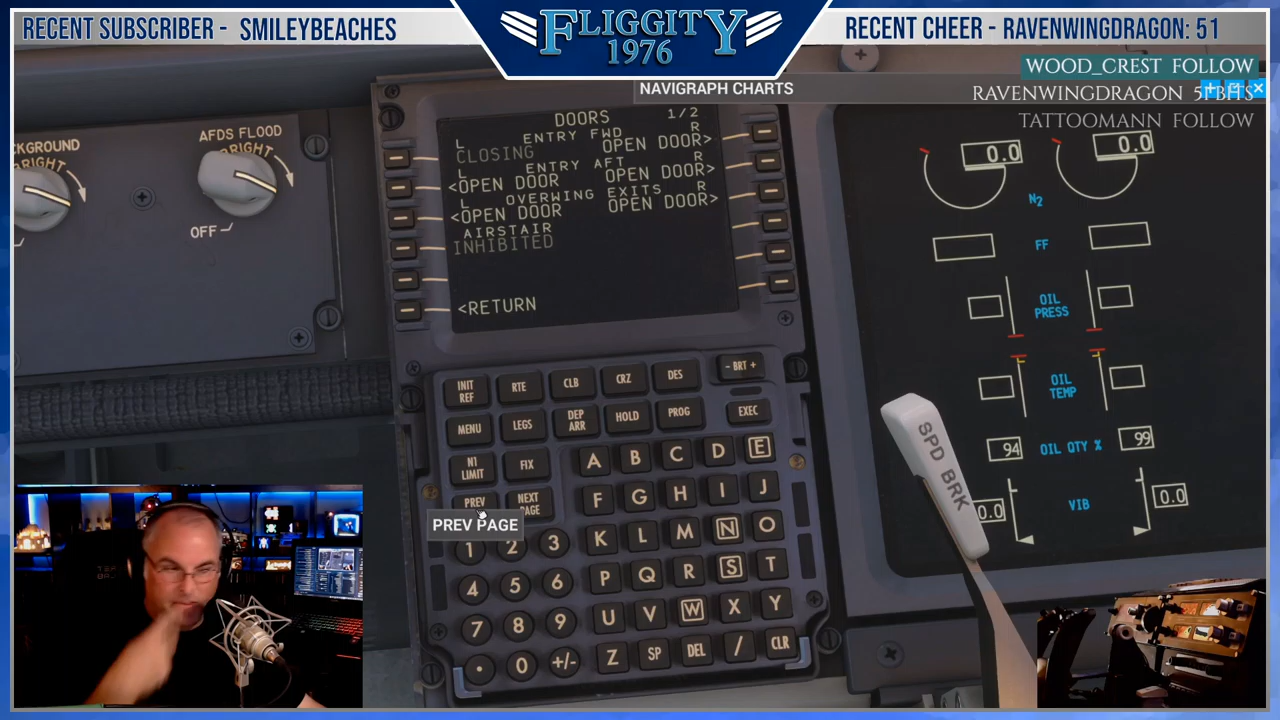 RECENT SUBSCRIBER - SMILEYBEACHES
FLIGGITY
1976
RECENT CHEER - RAVENWINGDRAGON: 51
WOOD_CREST FOLLOW
NAVIGRAPH CHARTS
RAVENWINGDRAGON 51 BITS
TATTOOMANN FOLLOW
CKGROUND
BRIGHT
AFDS FLOOD
BRIGHT
OFF
DOORS 1/2
L ENTRY FWD R
CLOSING OPEN DOOR>
L ENTRY AFT R
<OPEN DOOR OPEN DOOR>
L OVERWING EXITS R
<OPEN DOOR OPEN DOOR>
AIRSTAIR
INHIBITED
<RETURN
0.0 0.0
N2
FF
OIL PRESS
OIL TEMP
94 OIL QTY % 99
0.0 VIB 0.0
SPD BRK
INIT REF RTE CLB CRZ DES - BRT +
MENU LEGS DEP ARR HOLD PROG EXEC
N1 LIMIT FIX A B C D E
PREV NEXT PAGE F G H I J
PREV PAGE
1 2 3 K L M N O
4 5 6 P Q R S T
7 8 9 U V W X Y
. 0 +/- Z SP DEL / CLR